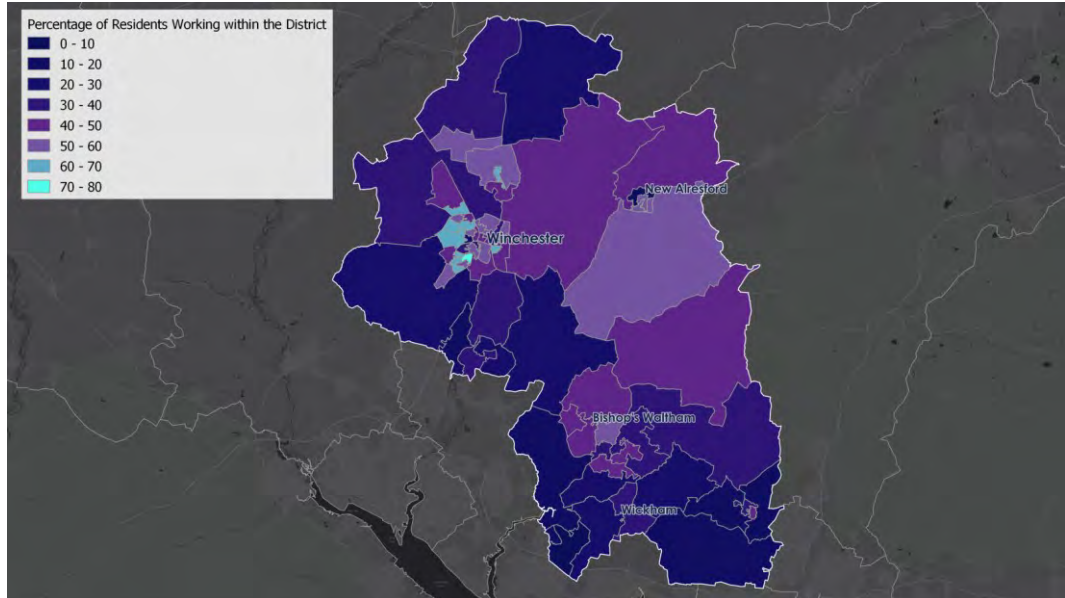 Percentage of Residents Working within the District
0 - 10
10 - 20
20 - 30
30 - 40
40 - 50
50 - 60
60 - 70
70 - 80
New Alresford
Winchester
Bishop's Waltham
Wickham